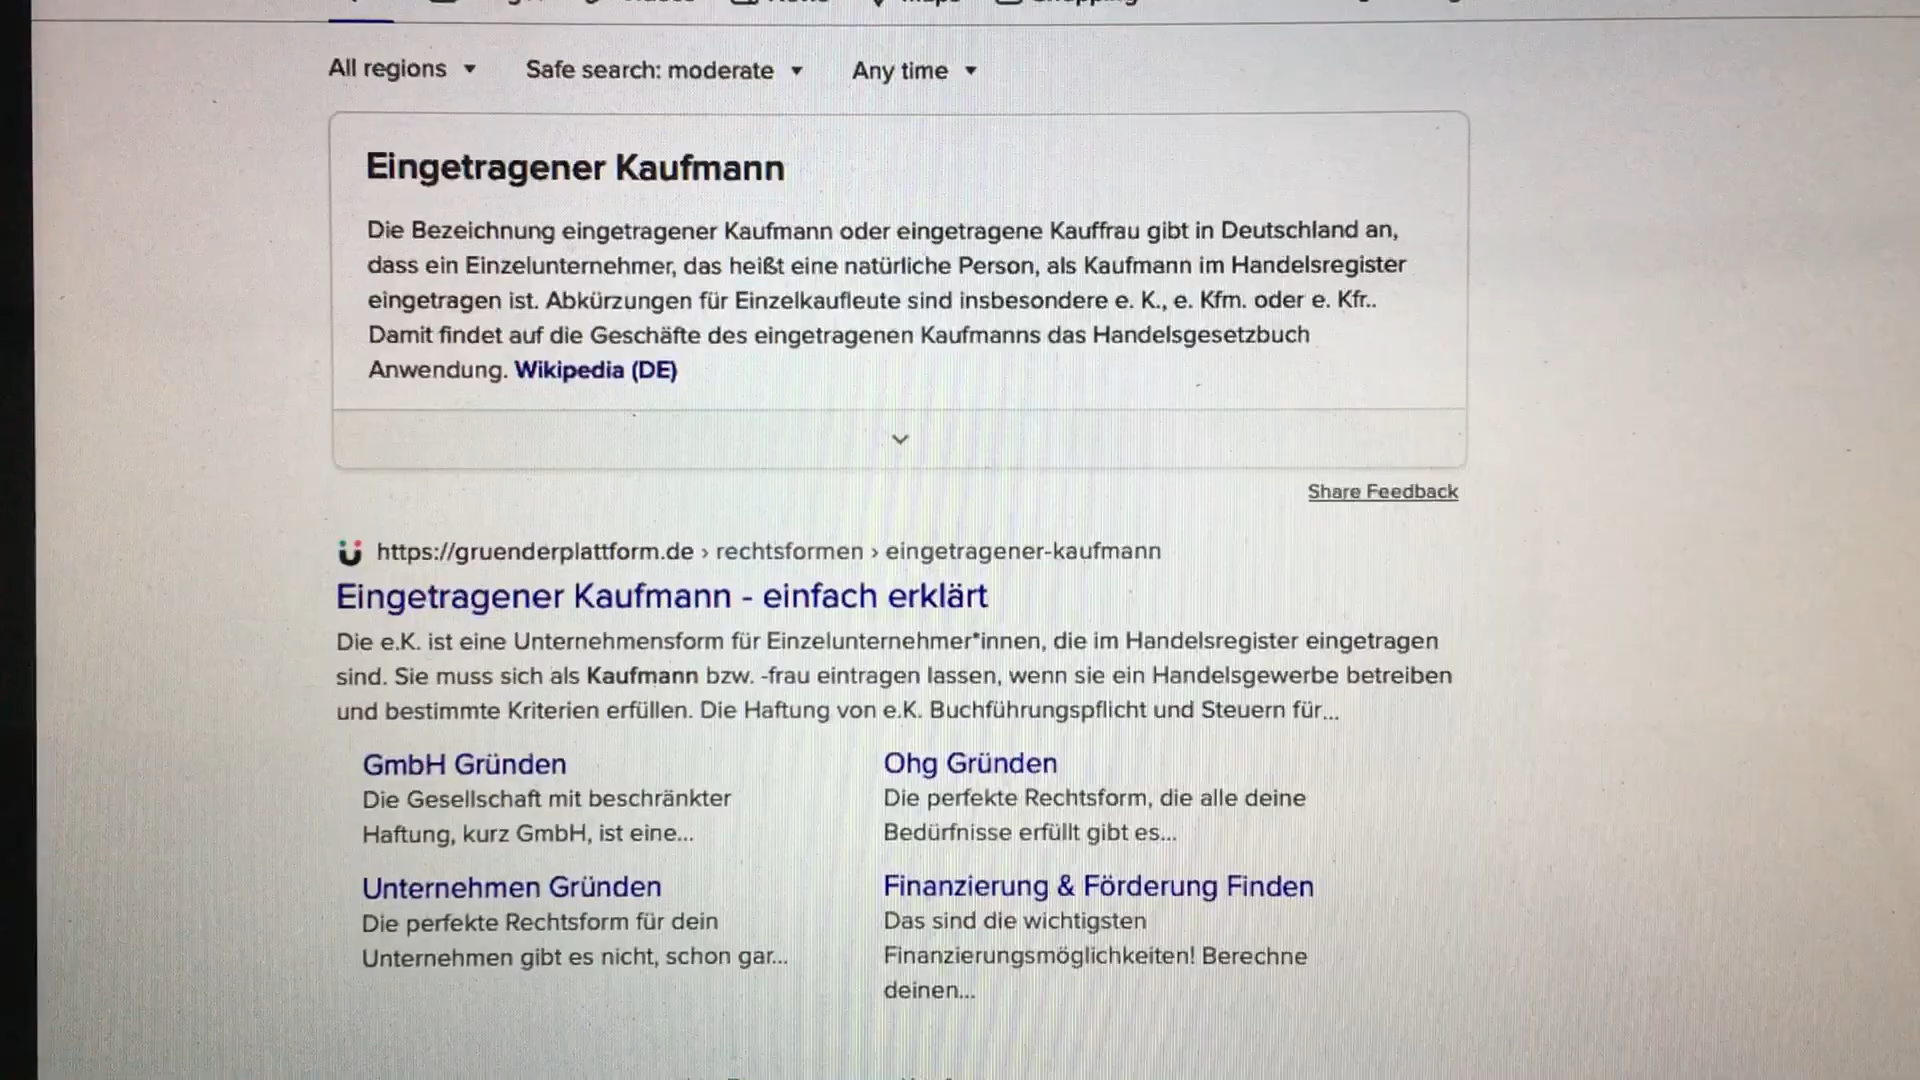 All regions Safe search: moderate Any time
Eingetragener Kaufmann
Die Bezeichnung eingetragener Kaufmann oder eingetragene Kauffrau gibt in Deutschland an,
dass ein Einzelunternehmer, das heißt eine natürliche Person, als Kaufmann im Handelsregister
eingetragen ist. Abkürzungen für Einzelkaufleute sind insbesondere e. K., e. Kfm. oder e. Kfr..
Damit findet auf die Geschäfte des eingetragenen Kaufmanns das Handelsgesetzbuch
Anwendung. Wikipedia (DE)
Share Feedback
https://gruenderplattform.de › rechtsformen › eingetragener-kaufmann
Eingetragener Kaufmann - einfach erklärt
Die e.K. ist eine Unternehmensform für Einzelunternehmer*innen, die im Handelsregister eingetragen
sind. Sie muss sich als Kaufmann bzw. -frau eintragen lassen, wenn sie ein Handelsgewerbe betreiben
und bestimmte Kriterien erfüllen. Die Haftung von e.K. Buchführungspflicht und Steuern für...
GmbH Gründen
Die Gesellschaft mit beschränkter
Haftung, kurz GmbH, ist eine...
Ohg Gründen
Die perfekte Rechtsform, die alle deine
Bedürfnisse erfüllt gibt es...
Unternehmen Gründen
Die perfekte Rechtsform für dein
Unternehmen gibt es nicht, schon gar...
Finanzierung & Förderung Finden
Das sind die wichtigsten
Finanzierungsmöglichkeiten! Berechne
deinen...